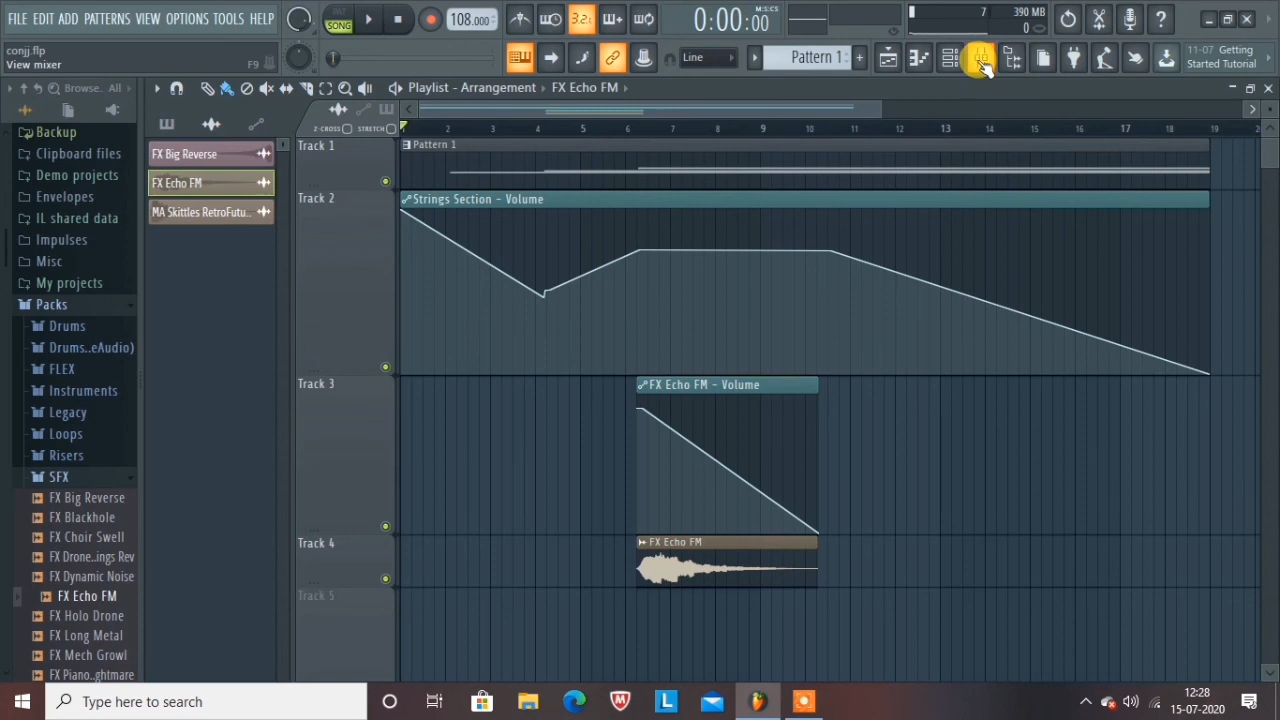 FILE EDIT ADD PATTERNS VIEW OPTIONS TOOLS HELP
PAT
SONG
108.000
3.2:
0:00:00
M:S:CS
7
390 MB
0
conjj.flp
View mixer
F9
Line
Pattern 1
11-07 Getting
Started Tutorial
Browse.. All
Playlist - Arrangement
FX Echo FM
Z-CROSS
STRETCH
2 3 4 5 6 7 8 9 10 11 12 13 14 15 16 17 18 19
Backup
Clipboard files
Demo projects
Envelopes
IL shared data
Impulses
Misc
My projects
Packs
Drums
Drums..eAudio)
FLEX
Instruments
Legacy
Loops
Risers
SFX
FX Big Reverse
FX Blackhole
FX Choir Swell
FX Drone..ings Rev
FX Dynamic Noise
FX Echo FM
FX Holo Drone
FX Long Metal
FX Mech Growl
FX Piano..ghtmare
FX Big Reverse
FX Echo FM
MA Skittles RetroFutu..
Track 1
Pattern 1
Track 2
Strings Section - Volume
Track 3
FX Echo FM - Volume
Track 4
FX Echo FM
Track 5
Type here to search
L
12:28
15-07-2020